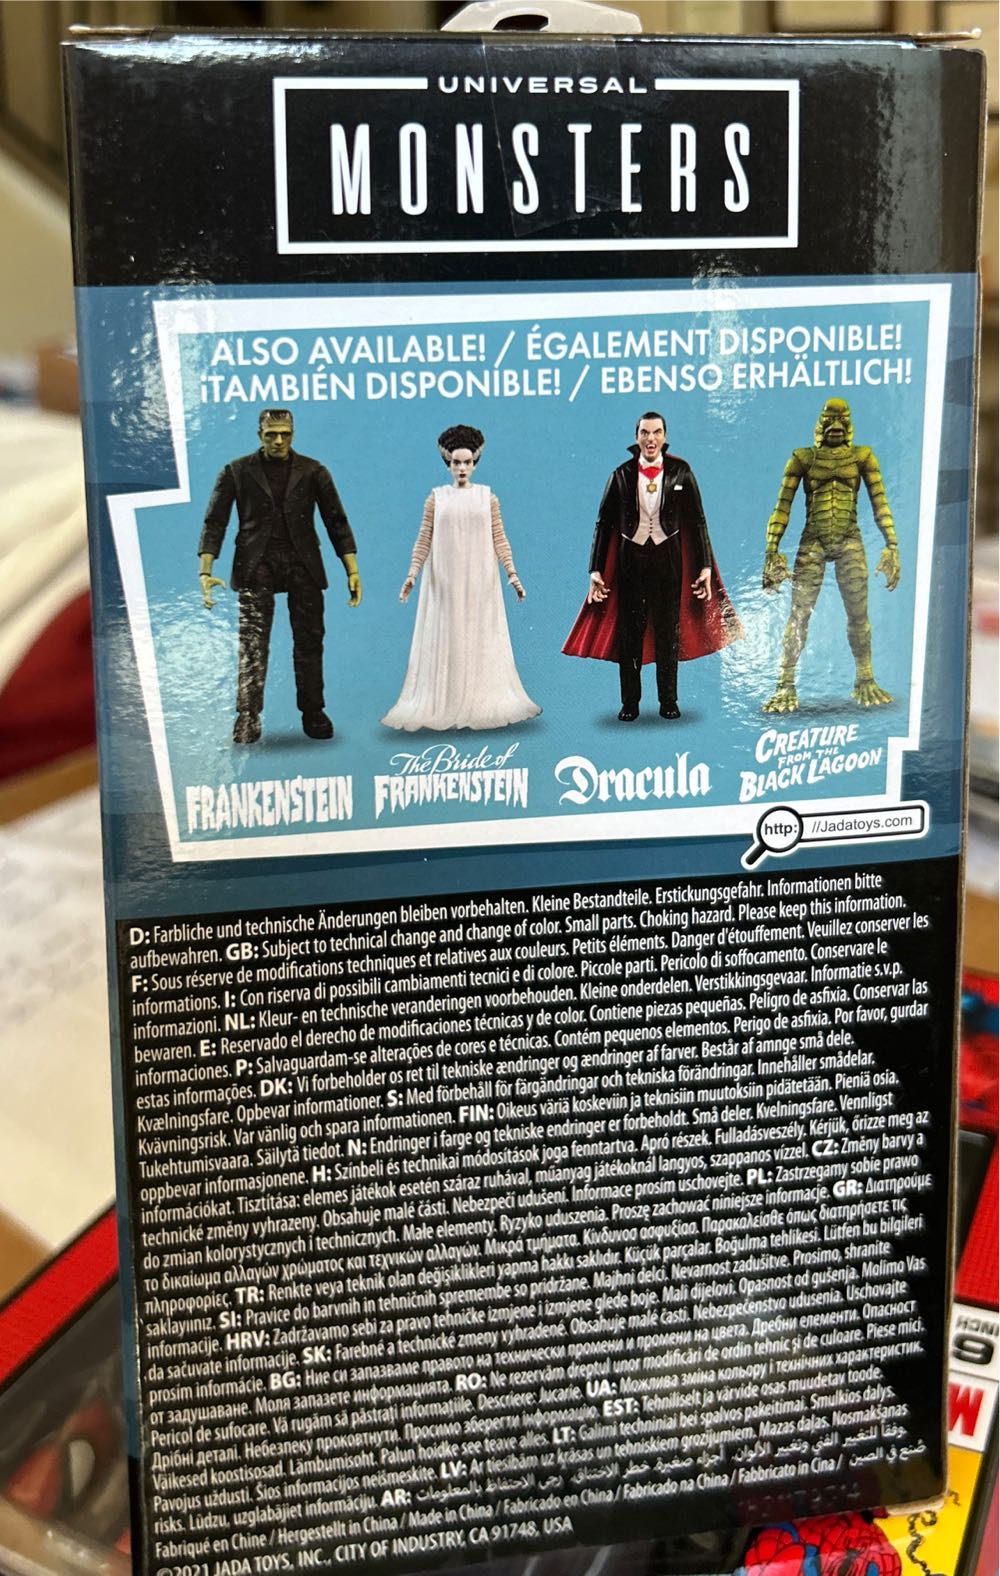 UNIVERSAL
MONSTERS
ALSO AVAILABLE! / ÉGALEMENT DISPONIBLE!
¡TAMBIÉN DISPONIBLE! / EBENSO ERHÄLTLICH!
FRANKENSTEIN
The Bride of
FRANKENSTEIN
Dracula
CREATURE
FROM THE
BLACK LAGOON
http: //Jadatoys.com
D: Farbliche und technische Änderungen bleiben vorbehalten. Kleine Bestandteile. Erstickungsgefahr. Informationen bitte
aufbewahren. GB: Subject to technical change and change of color. Small parts. Choking hazard. Please keep this information.
F: Sous réserve de modifications techniques et relatives aux couleurs. Petits éléments. Danger d'étouffement. Veuillez conserver les
informations. I: Con riserva di possibili cambiamenti tecnici e di colore. Piccole parti. Pericolo di soffocamento. Conservare le
informazioni. NL: Kleur- en technische veranderingen voorbehouden. Kleine onderdelen. Verstikkingsgevaar. Informatie s.v.p.
bewaren. E: Reservado el derecho de modificaciones técnicas y de color. Contiene piezas pequeñas. Peligro de asfixia. Conservar las
informaciones. P: Salvaguardam-se alterações de cores e técnicas. Contém pequenos elementos. Perigo de asfixia. Por favor, gurdar
estas informações. DK: Vi forbeholder os ret til tekniske ændringer og ændringer af farver. Består af amnge små dele.
Kvælningsfare. Opbevar informationer. S: Med förbehåll för färgändringar och tekniska förändringar. Innehåller smådelar.
Kvävningsrisk. Var vänlig och spara informationen. FIN: Oikeus väriä koskeviin ja teknisiin muutoksiin pidätetään. Pieniä osia.
Tukehtumisvaara. Säilytä tiedot. N: Endringer i farge og tekniske endringer er forbeholdt. Små deler. Kvelningsfare. Vennligst
oppbevar informasjonene. H: Színbeli és technikai módosítások joga fenntartva. Apró részek. Fulladásveszély. Kérjük, őrizze meg az
információkat. Tisztítása: elemes játékok esetén száraz ruhával, műanyag játékoknál langyos, szappanos vízzel. CZ: Změny barvy a
technické změny vyhrazeny. Obsahuje malé části. Nebezpečí udušení. Informace prosím uschovejte. PL: Zastrzegamy sobie prawo
do zmian kolorystycznych i technicznych. Małe elementy. Ryzyko uduszenia. Proszę zachować niniejsze informacje. GR: Διατηρούμε
το δικαίωμα αλλαγών χρώματος και τεχνικών αλλαγών. Μικρά τμήματα. Κίνδυνος ασφυξίας. Παρακαλείσθε όπως διατηρήσετε τις
πληροφορίες. TR: Renkte veya teknik olan değişiklikleri yapma hakkı saklıdır. Küçük parçalar. Boğulma tehlikesi. Lütfen bu bilgileri
saklayınız. SI: Pravice do barvnih in tehničnih sprememb so pridržane. Majhni delci. Nevarnost zadušitve. Prosimo, shranite
informacije. HRV: Zadržavamo sebi za pravo tehničke izmjene i izmjene glede boje. Mali dijelovi. Opasnost od gušenja. Molimo Vas
da sačuvate informacije. SK: Farebné a technické zmeny vyhradené. Obsahuje malé časti. Nebezpečenstvo udusenia. Uschovajte
prosím informácie. BG: Ние си запазваме правото на технически промени и промени на цвета. Дребни елементи. Опасност
от задушаване. Моля запазете информацията. RO: Ne rezervăm dreptul unor modificări de ordin tehnic şi de culoare. Piese mici.
Pericol de sufocare. Vă rugăm să păstraţi informaţiile. Descriere: Jucarie. UA: Можлива зміна кольору і технічних характеристик.
Дрібні деталі. Небезпеку проковтнути. Просимо зберегти інформацію. EST: Tehniliselt ja värvide osas muudetav toode.
Väikesed koostisosad. Lämbumisoht. Palun hoidke see teave alles. LT: Galimi techniniai bei spalvos pakeitimai. Smulkios dalys.
Pavojus uždusti. Šios informacijos neišmeskite. LV: Ar tiesībām uz krāsas un tehniskiem grozījumiem. Mazas daļas. Nosmakšanas
risks. Lūdzu, uzglabājiet informāciju. AR:
Fabriqué en Chine / Hergestellt in China / Made in China / Fabricado en China / Fabricado na China / Fabbricato in Cina / صنع في الصين
©2021 JADA TOYS, INC., CITY OF INDUSTRY, CA 91748, USA
6
INCH
M